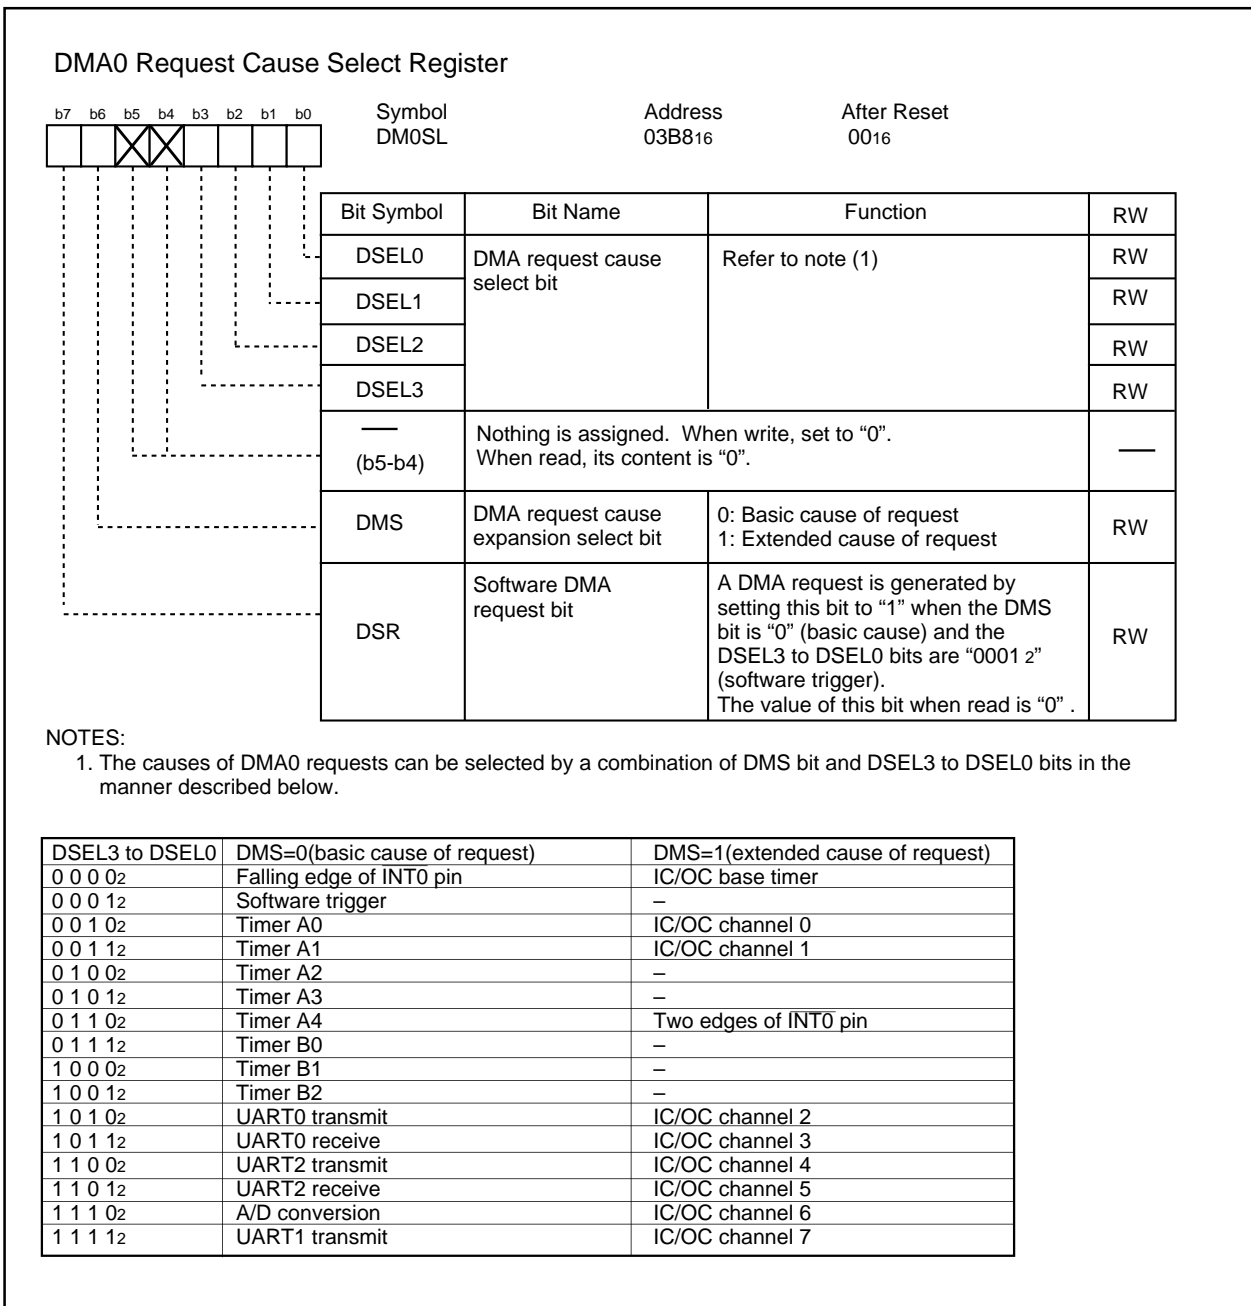 DMA0 Request Cause Select Register
b7 b6 b5 b4 b3 b2 b1 b0
Symbol Address After Reset
DM0SL 03B816 0016
Bit Symbol Bit Name Function RW
DSEL0 DMA request cause select bit Refer to note (1) RW
DSEL1 RW
DSEL2 RW
DSEL3 RW
— (b5-b4) Nothing is assigned. When write, set to “0”. —
When read, its content is “0”.
DMS DMA request cause expansion select bit 0: Basic cause of request RW
1: Extended cause of request
DSR Software DMA request bit A DMA request is generated by RW
setting this bit to “1” when the DMS
bit is “0” (basic cause) and the
DSEL3 to DSEL0 bits are “0001 2”
(software trigger).
The value of this bit when read is “0” .
NOTES:
1. The causes of DMA0 requests can be selected by a combination of DMS bit and DSEL3 to DSEL0 bits in the
manner described below.
DSEL3 to DSEL0 DMS=0(basic cause of request) DMS=1(extended cause of request)
0 0 0 02 Falling edge of INT0 pin IC/OC base timer
0 0 0 12 Software trigger –
0 0 1 02 Timer A0 IC/OC channel 0
0 0 1 12 Timer A1 IC/OC channel 1
0 1 0 02 Timer A2 –
0 1 0 12 Timer A3 –
0 1 1 02 Timer A4 Two edges of INT0 pin
0 1 1 12 Timer B0 –
1 0 0 02 Timer B1 –
1 0 0 12 Timer B2 –
1 0 1 02 UART0 transmit IC/OC channel 2
1 0 1 12 UART0 receive IC/OC channel 3
1 1 0 02 UART2 transmit IC/OC channel 4
1 1 0 12 UART2 receive IC/OC channel 5
1 1 1 02 A/D conversion IC/OC channel 6
1 1 1 12 UART1 transmit IC/OC channel 7